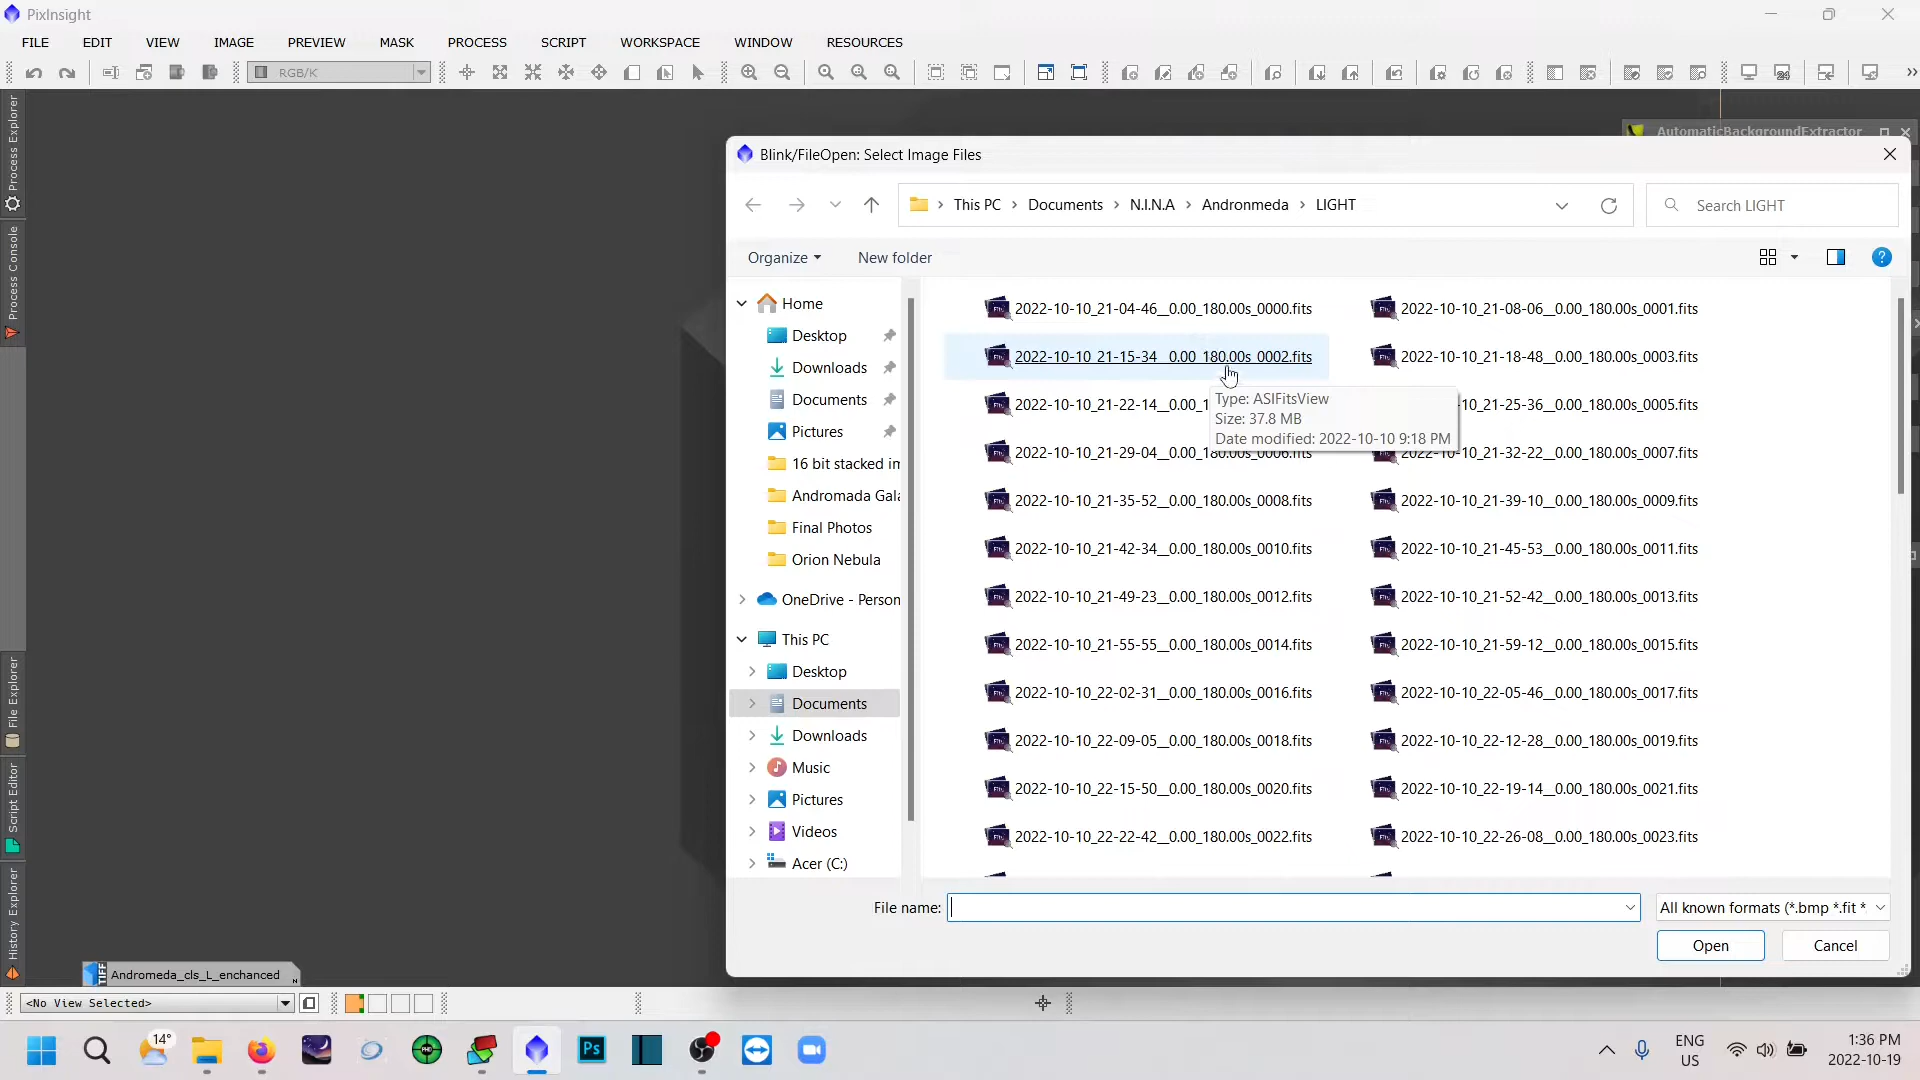 PixInsight
FILE EDIT VIEW IMAGE PREVIEW MASK PROCESS SCRIPT WORKSPACE WINDOW RESOURCES
RGB/K
Process Explorer
Process Console
File Explorer
Script Editor
History Explorer
AutomaticBackgroundExtractor
Blink/FileOpen: Select Image Files
This PC > Documents > N.I.N.A > Andronmeda > LIGHT
Search LIGHT
Organize
New folder
Home
Desktop
Downloads
Documents
Pictures
16 bit stacked im
Andromada Gala
Final Photos
Orion Nebula
OneDrive - Person
This PC
Desktop
Documents
Downloads
Music
Pictures
Videos
Acer (C:)
2022-10-10_21-04-46__0.00_180.00s_0000.fits
2022-10-10_21-08-06__0.00_180.00s_0001.fits
2022-10-10_21-15-34__0.00_180.00s_0002.fits
2022-10-10_21-18-48__0.00_180.00s_0003.fits
2022-10-10_21-22-14__0.00_1
10_21-25-36__0.00_180.00s_0005.fits
Type: ASIFitsView
Size: 37.8 MB
Date modified: 2022-10-10 9:18 PM
2022-10-10_21-29-04__0.00_180.00s_0006.fits
2022-10-10_21-32-22__0.00_180.00s_0007.fits
2022-10-10_21-35-52__0.00_180.00s_0008.fits
2022-10-10_21-39-10__0.00_180.00s_0009.fits
2022-10-10_21-42-34__0.00_180.00s_0010.fits
2022-10-10_21-45-53__0.00_180.00s_0011.fits
2022-10-10_21-49-23__0.00_180.00s_0012.fits
2022-10-10_21-52-42__0.00_180.00s_0013.fits
2022-10-10_21-55-55__0.00_180.00s_0014.fits
2022-10-10_21-59-12__0.00_180.00s_0015.fits
2022-10-10_22-02-31__0.00_180.00s_0016.fits
2022-10-10_22-05-46__0.00_180.00s_0017.fits
2022-10-10_22-09-05__0.00_180.00s_0018.fits
2022-10-10_22-12-28__0.00_180.00s_0019.fits
2022-10-10_22-15-50__0.00_180.00s_0020.fits
2022-10-10_22-19-14__0.00_180.00s_0021.fits
2022-10-10_22-22-42__0.00_180.00s_0022.fits
2022-10-10_22-26-08__0.00_180.00s_0023.fits
File name:
All known formats (*.bmp *.fit *
Open
Cancel
TIFF
Andromeda_cls_L_enchanced
<No View Selected>
14°
Ps
ENG
US
1:36 PM
2022-10-19